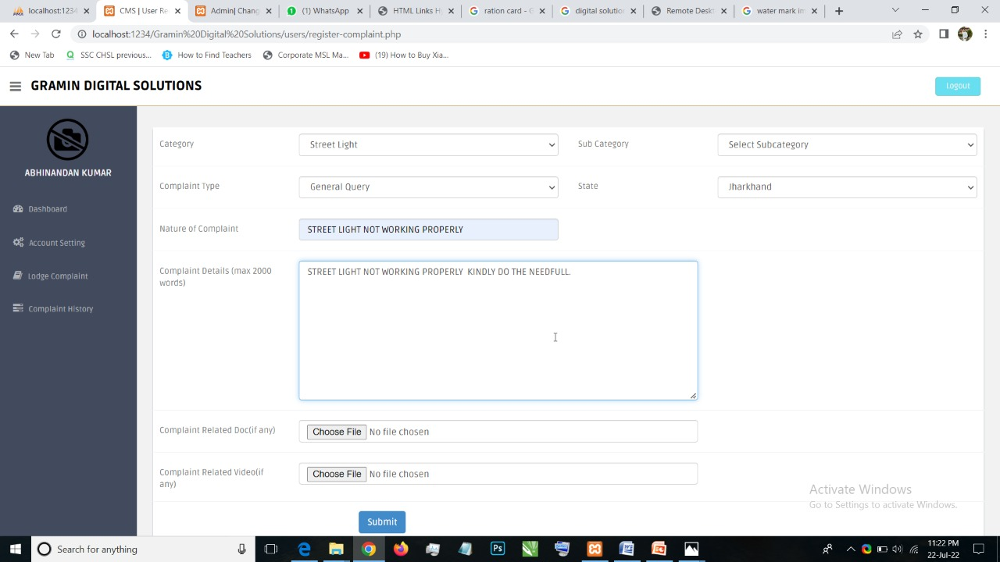 localhost:1234
CMS | User Re
Admin| Chang
(1) WhatsApp
HTML Links H
ration card - G
digital solution
Remote Deskt
water mark im
localhost:1234/Gramin%20Digital%20Solutions/users/register-complaint.php
New Tab
SSC CHSL previous...
How to Find Teachers
Corporate MSL Ma...
(19) How to Buy Xia...
GRAMIN DIGITAL SOLUTIONS
Logout
ABHINANDAN KUMAR
Dashboard
Account Setting
Lodge Complaint
Complaint History
Category
Street Light
Sub Category
Select Subcategory
Complaint Type
General Query
State
Jharkhand
Nature of Complaint
STREET LIGHT NOT WORKING PROPERLY
Complaint Details (max 2000
words)
STREET LIGHT NOT WORKING PROPERLY  KINDLY DO THE NEEDFULL.
Complaint Related Doc(if any)
Choose File No file chosen
Complaint Related Video(if
any)
Choose File No file chosen
Submit
Activate Windows
Go to Settings to activate Windows.
Search for anything
Ps
11:22 PM
22-Jul-22